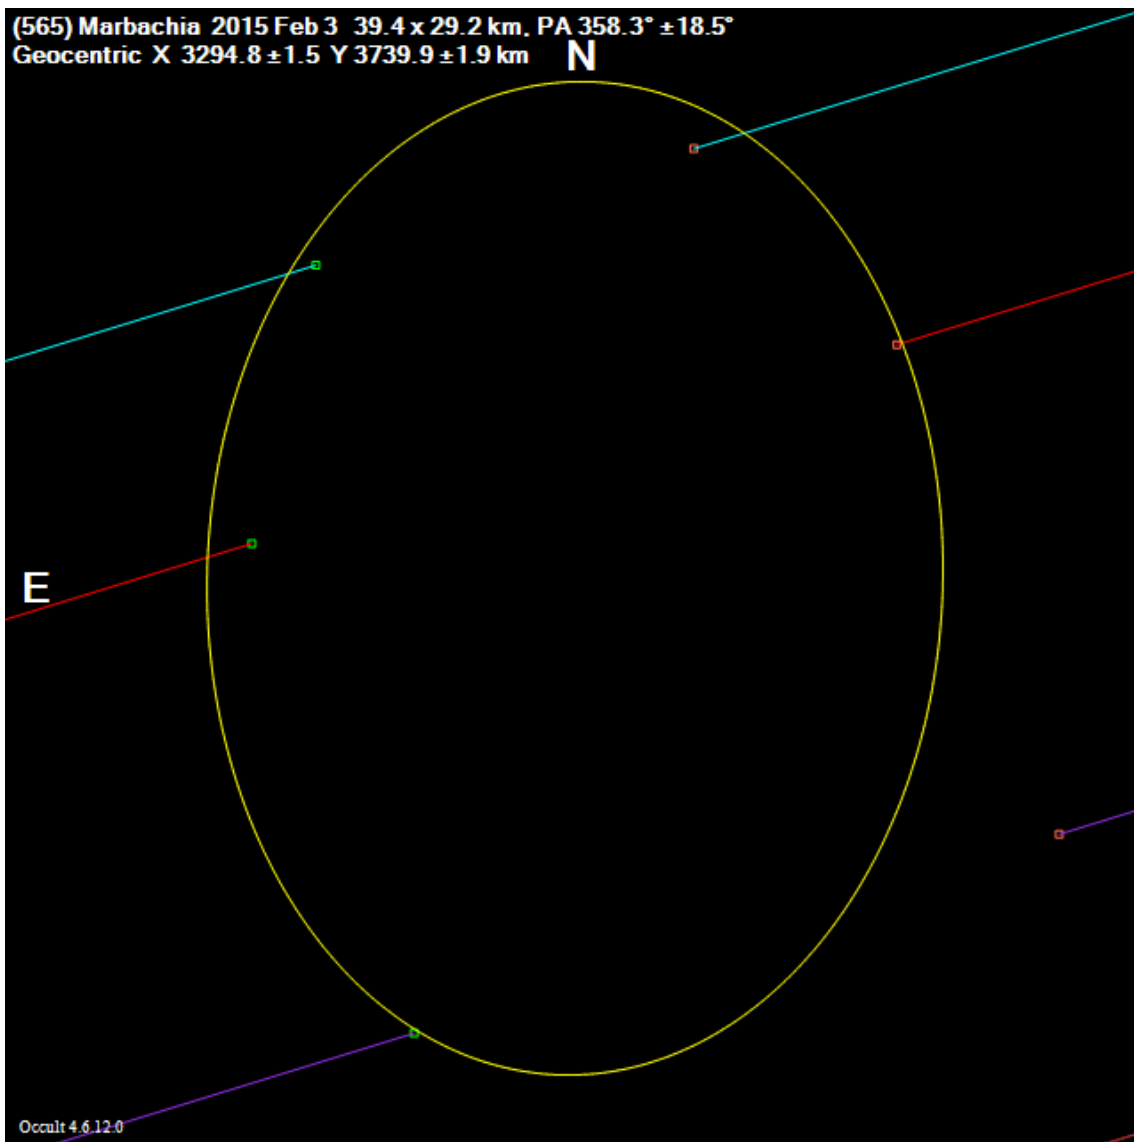 (565) Marbachia 2015 Feb 3 39.4 x 29.2 km, PA 358.3° ±18.5°
Geocentric X 3294.8 ±1.5 Y 3739.9 ±1.9 km
N
E
Occult 4.6.12.0